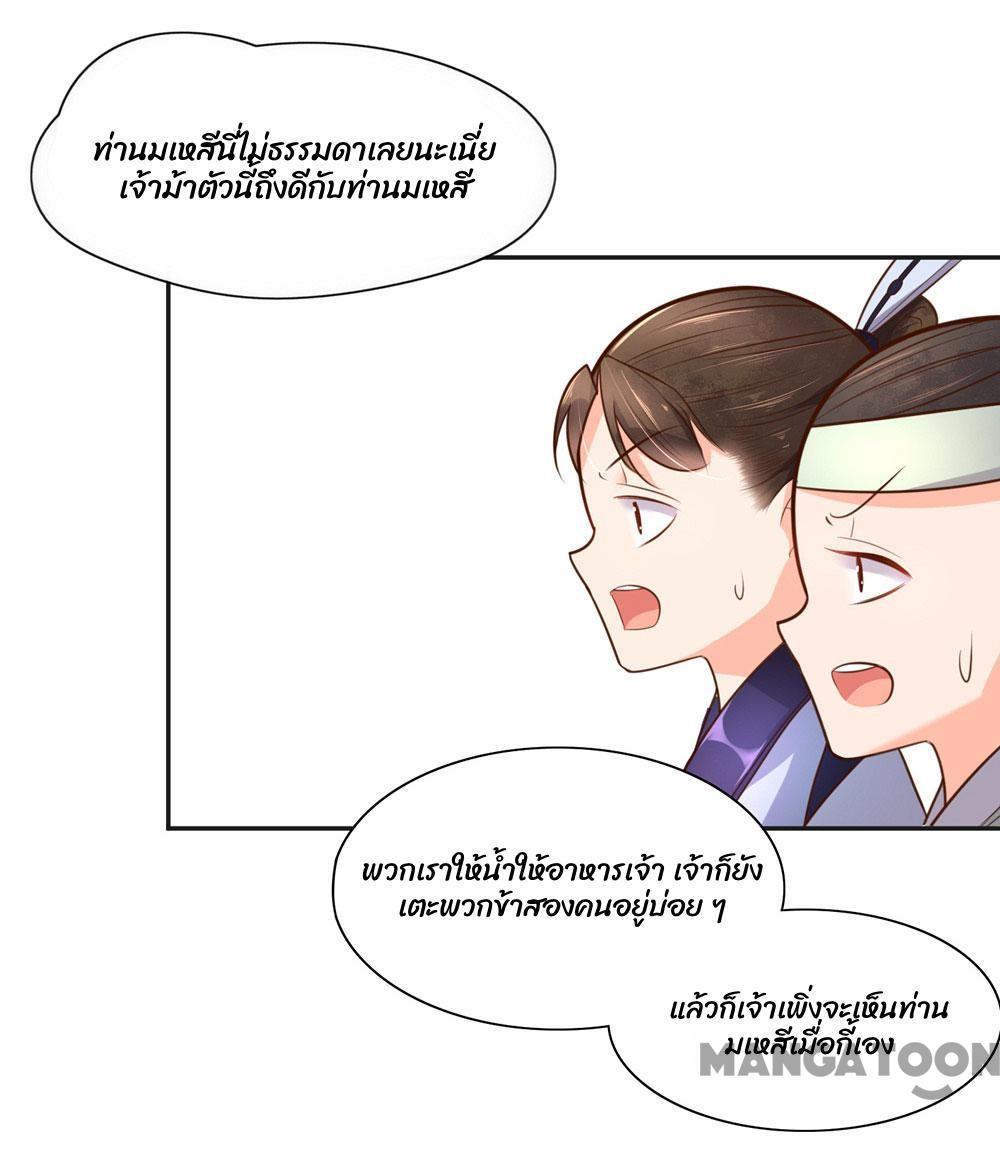 ท่านมเหสีนี่ไม่ธรรมดาเลยนะเนี่ย
เจ้าม้าตัวนี้ถึงดีกับท่านมเหสี
พวกเราให้น้ำให้อาหารเจ้า เจ้าก็ยัง
เตะพวกข้าสองคนอยู่บ่อย ๆ
แล้วก็เจ้าเพิ่งจะเห็นท่าน
มเหสีเมื่อกี้เอง
MANGATOON